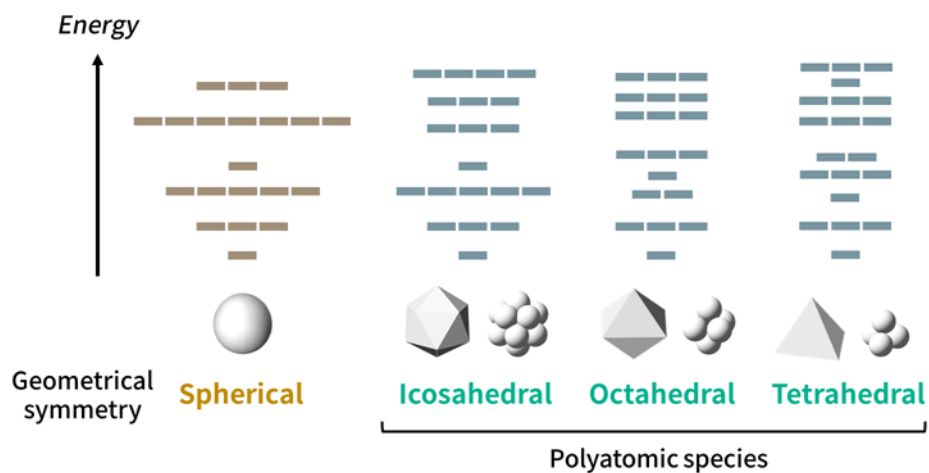 Energy
Geometrical
symmetry
Spherical
Icosahedral
Octahedral
Tetrahedral
Polyatomic species